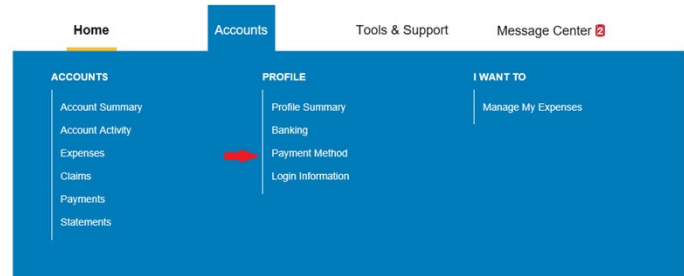 Home Accounts Tools & Support Message Center 2
ACCOUNTS
Account Summary
Account Activity
Expenses
Claims
Payments
Statements
PROFILE
Profile Summary
Banking
Payment Method
Login Information
I WANT TO
Manage My Expenses